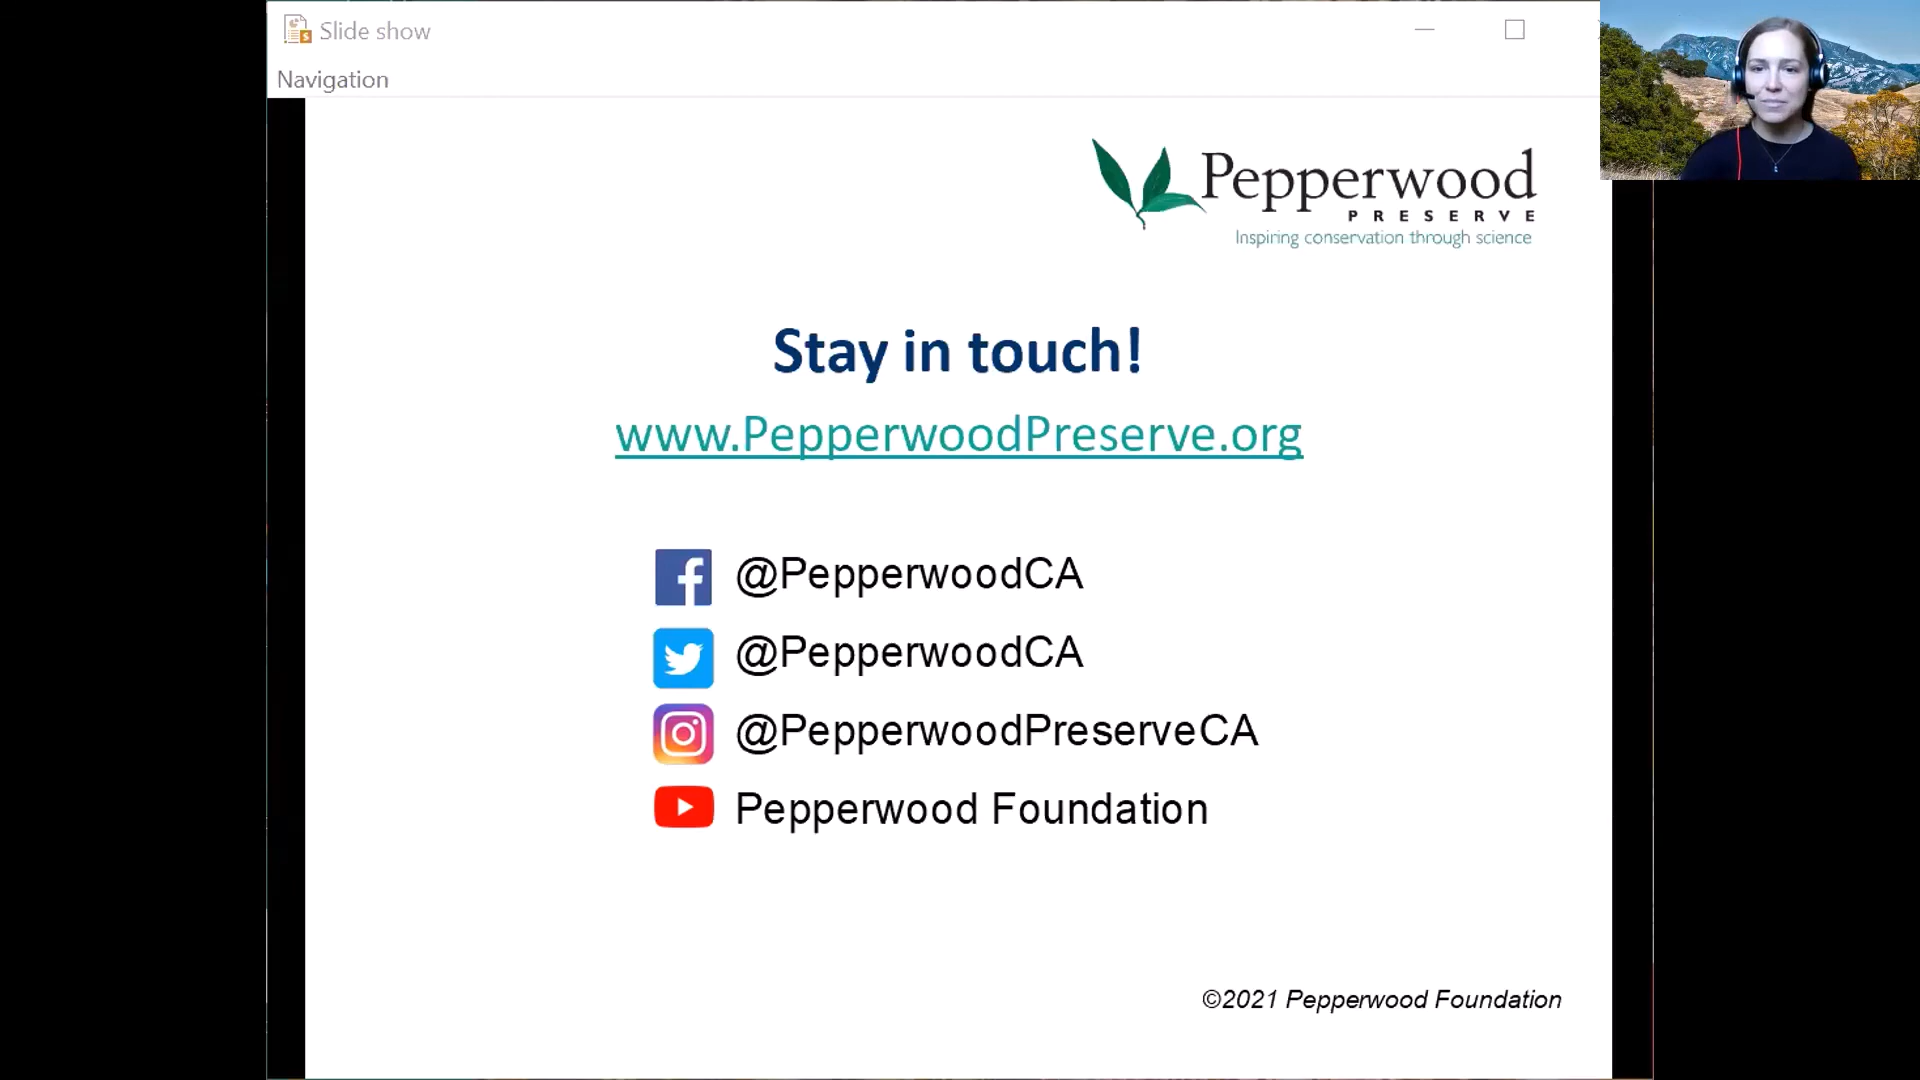 Slide show
Navigation
Pepperwood
PRESERVE
Inspiring conservation through science
Stay in touch!
www.PepperwoodPreserve.org
@PepperwoodCA
@PepperwoodCA
@PepperwoodPreserveCA
Pepperwood Foundation
©2021 Pepperwood Foundation